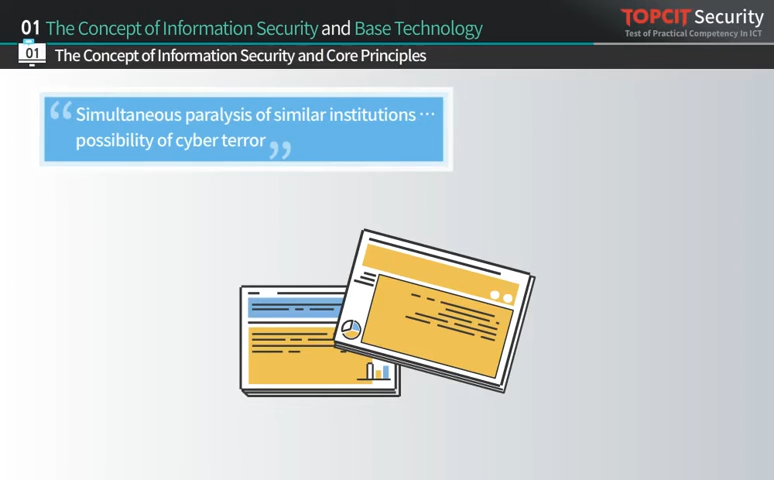 01 The Concept of Information Security and Base Technology
TOPCIT Security
Test of Practical Competency In ICT
01 The Concept of Information Security and Core Principles
“ Simultaneous paralysis of similar institutions ···
possibility of cyber terror ”